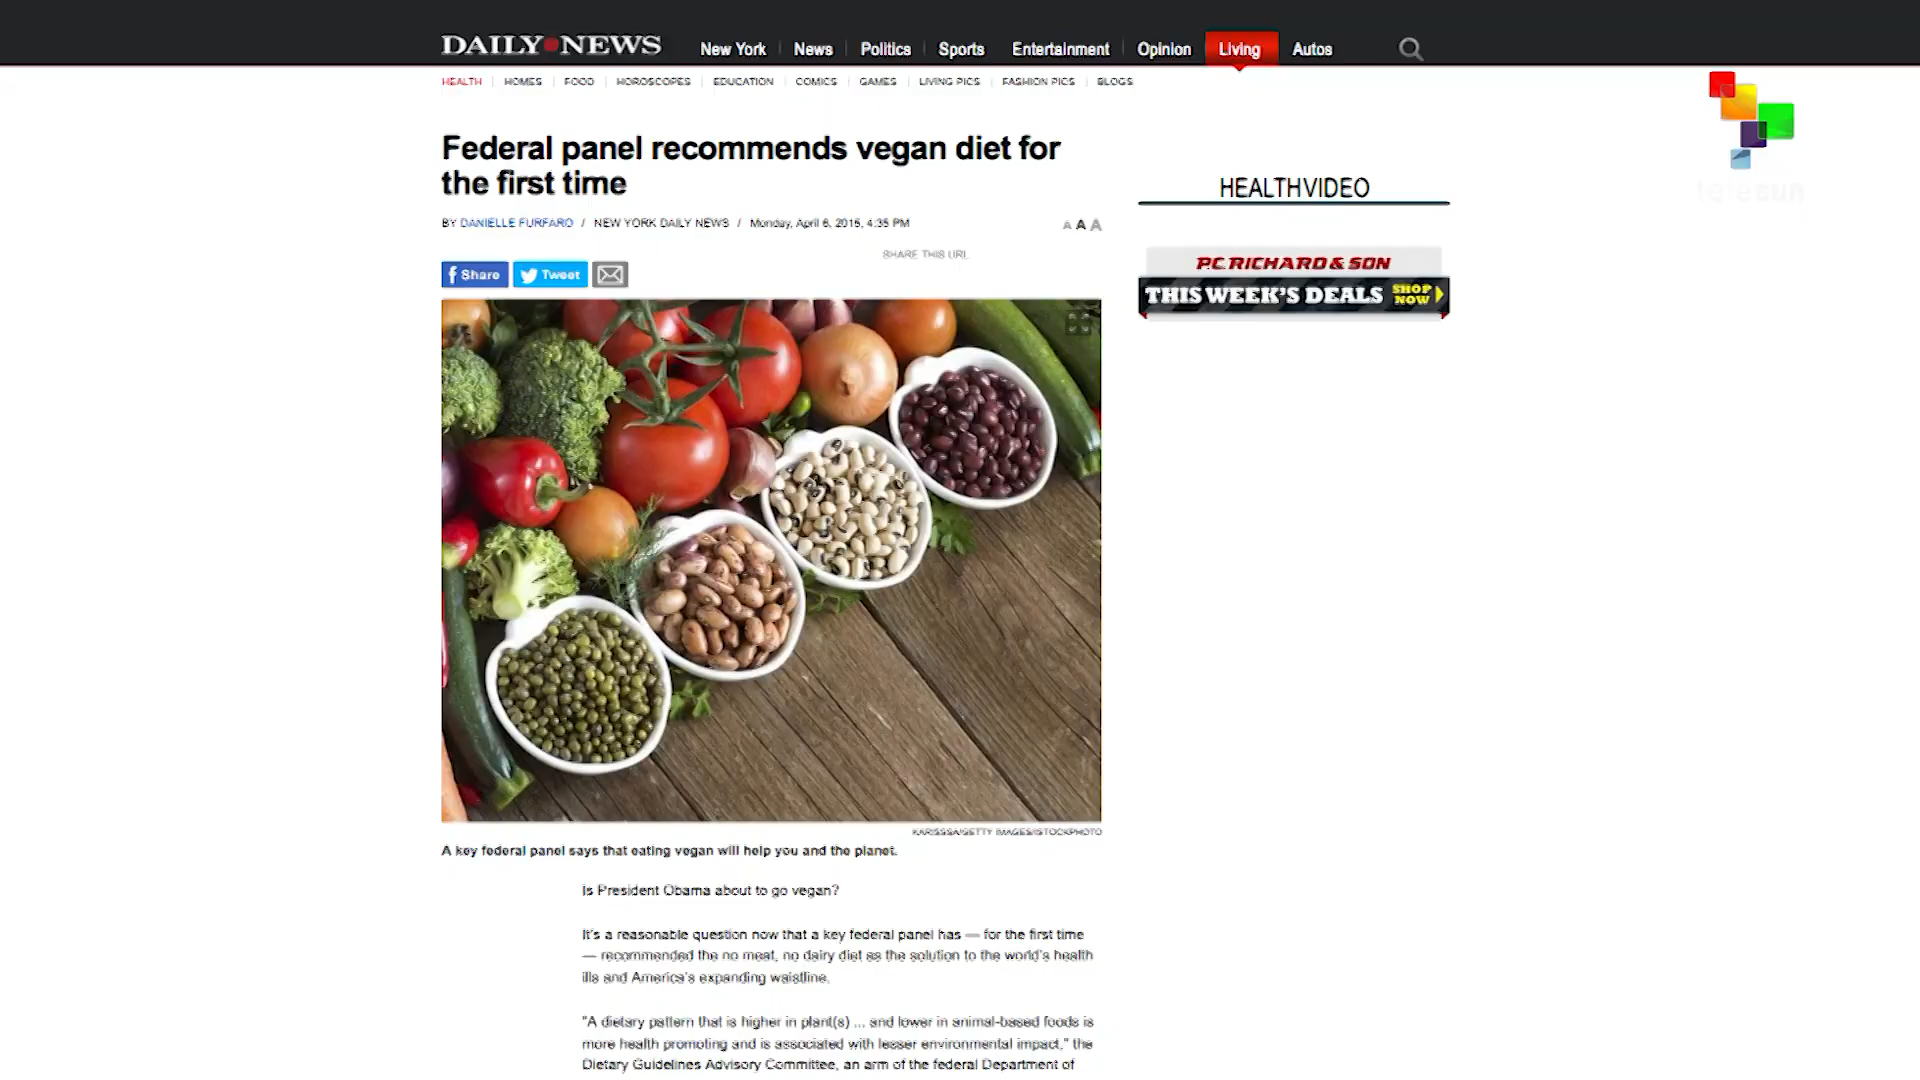 DAILY NEWS
New York News Politics Sports Entertainment Opinion Living Autos
HEALTH HOMES FOOD HOROSCOPES EDUCATION COMICS GAMES LIVING PICS FASHION PICS BLOGS
Federal panel recommends vegan diet for
the first time
BY DANIELLE FURFARO / NEW YORK DAILY NEWS / Monday, April 6, 2015, 4:35 PM
A A A
SHARE THIS URL
Share Tweet
HEALTH VIDEO
P.C. RICHARD & SON
THIS WEEK'S DEALS SHOP NOW
telesur
KARISSSA/GETTY IMAGES/ISTOCKPHOTO
A key federal panel says that eating vegan will help you and the planet.
Is President Obama about to go vegan?
It's a reasonable question now that a key federal panel has — for the first time
— recommended the no meat, no dairy diet as the solution to the world's health
ills and America's expanding waistline.
"A dietary pattern that is higher in plant(s) ... and lower in animal-based foods is
more health promoting and is associated with lesser environmental impact," the
Dietary Guidelines Advisory Committee, an arm of the federal Department of